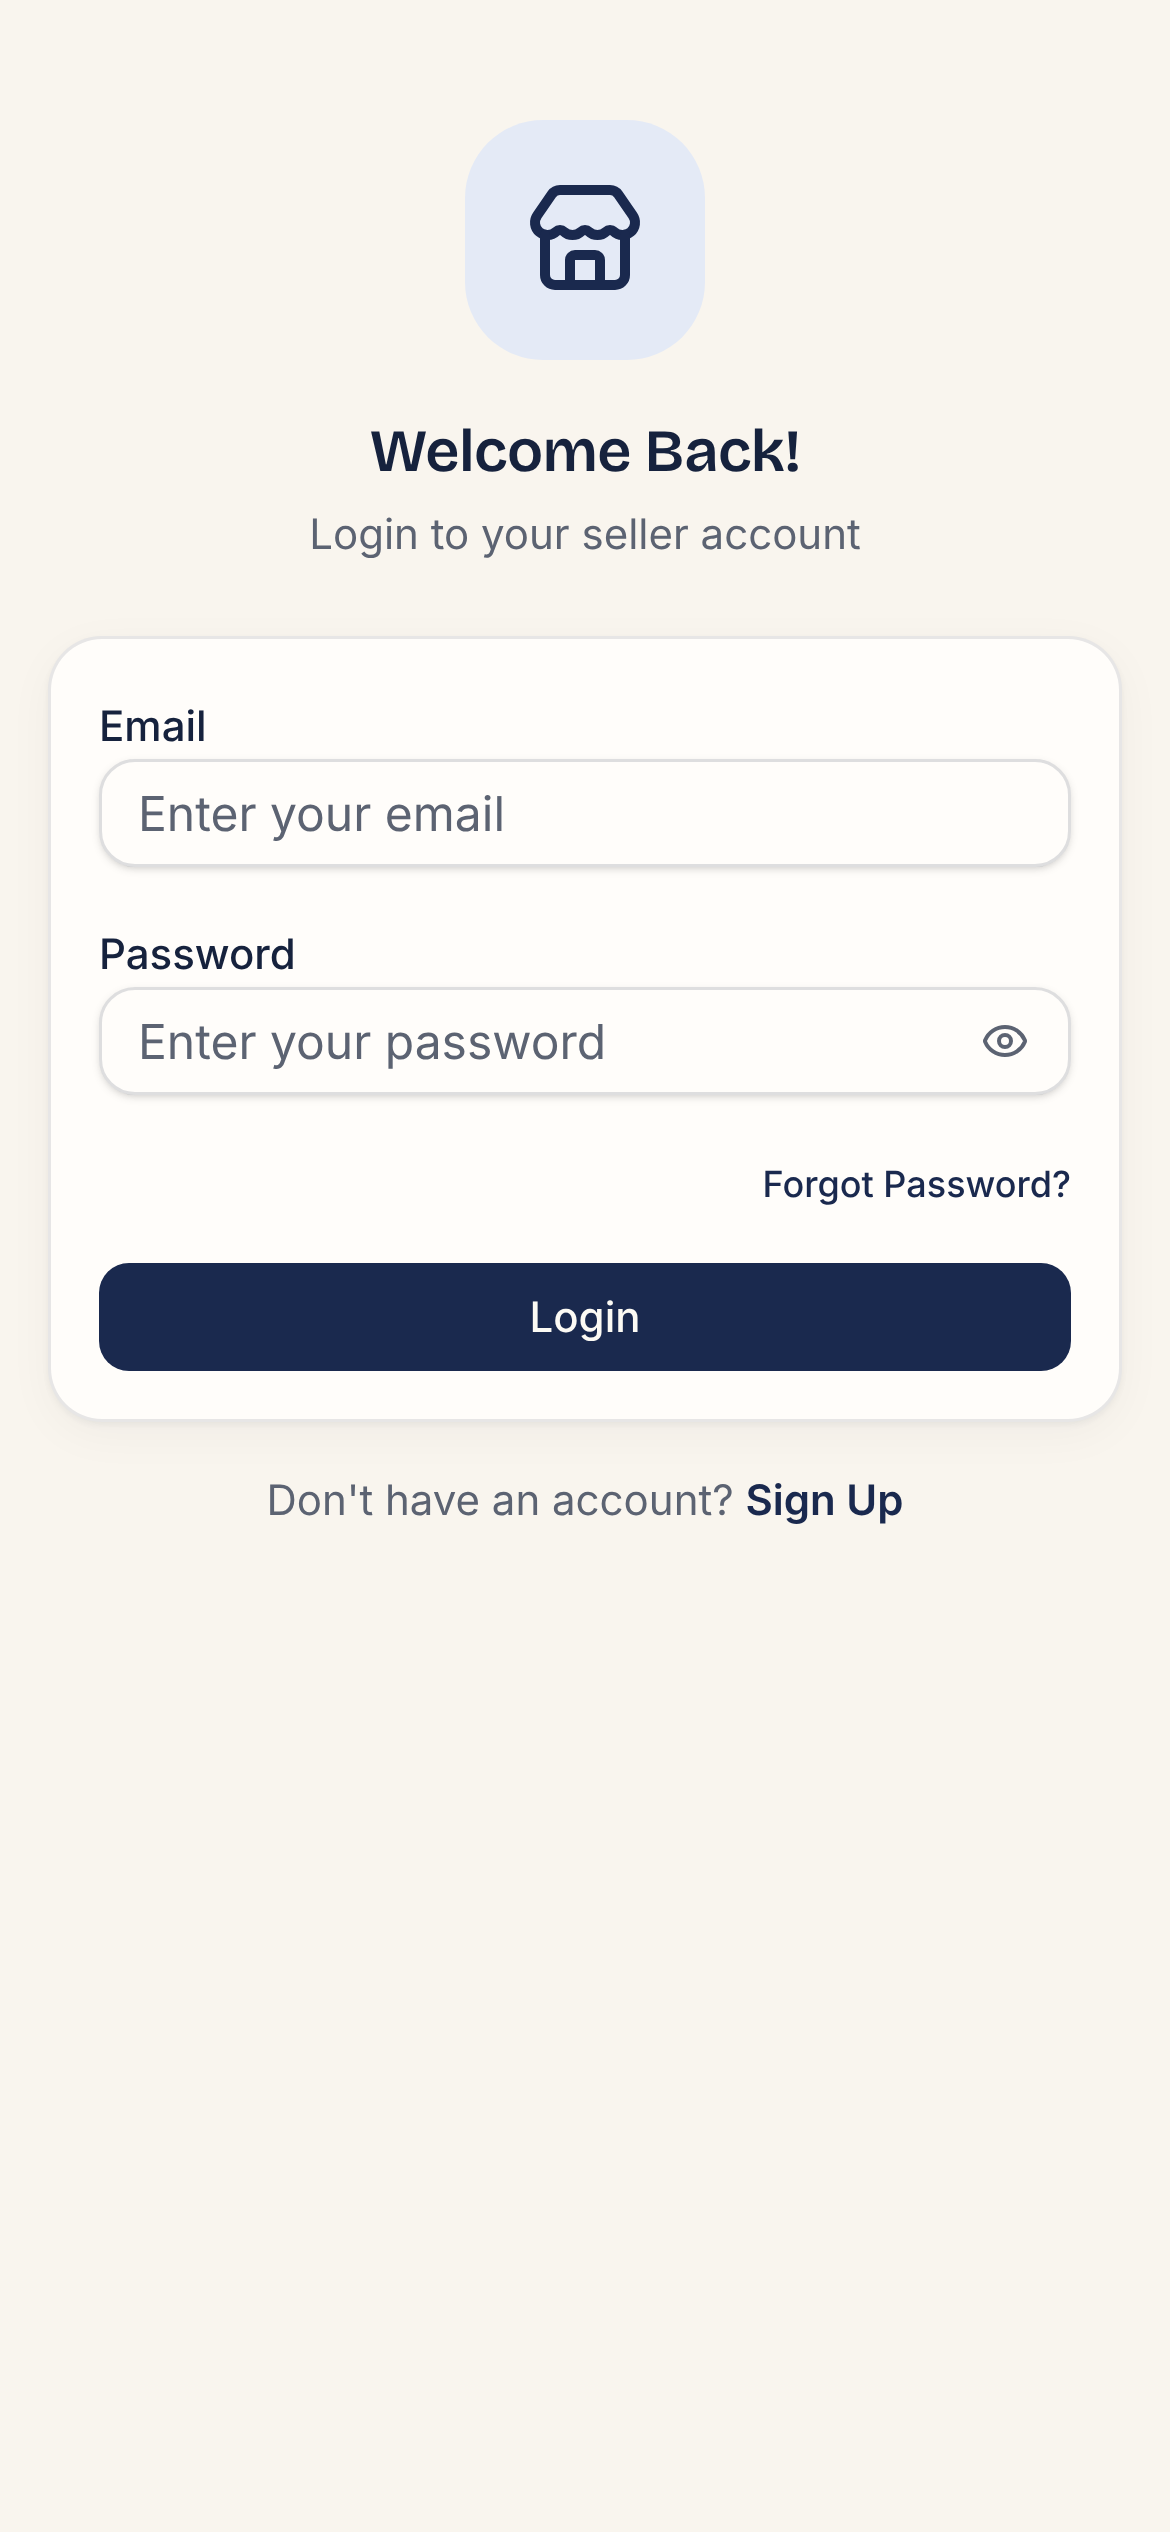 Welcome Back!
Login to your seller account
Email
Enter your email
Password
Enter your password
Forgot Password?
Login
Don't have an account? Sign Up